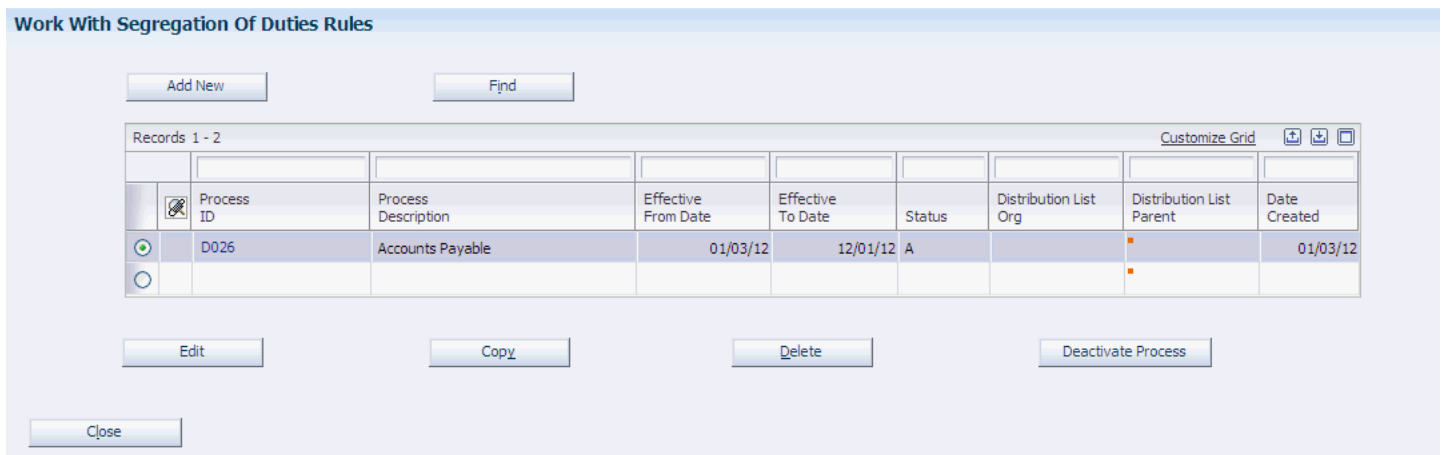 Work With Segregation Of Duties Rules
Add New Find
Records 1 - 2 Customize Grid
Process ID Process Description Effective From Date Effective To Date Status Distribution List Org Distribution List Parent Date Created
D026 Accounts Payable 01/03/12 12/01/12 A 01/03/12
Edit Copy Delete Deactivate Process
Close